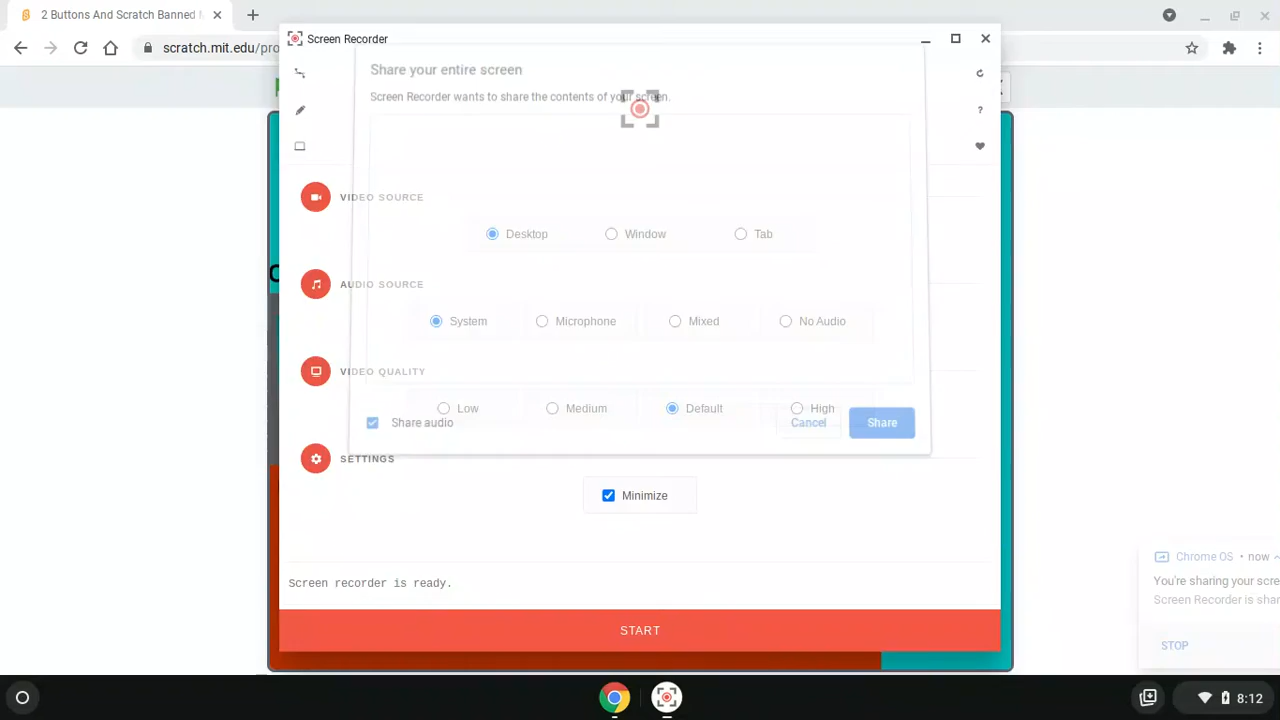 2 Buttons And Scratch Banned
scratch.mit.edu/pro
Screen Recorder
Share your entire screen
Screen Recorder wants to share the contents of your screen.
?
VIDEO SOURCE
Desktop
Window
Tab
AUDIO SOURCE
System
Microphone
Mixed
No Audio
VIDEO QUALITY
Low
Medium
Default
High
Share audio
Cancel
Share
SETTINGS
Minimize
Screen recorder is ready.
START
Chrome OS • now
You're sharing your scre
Screen Recorder is shar
STOP
8:12